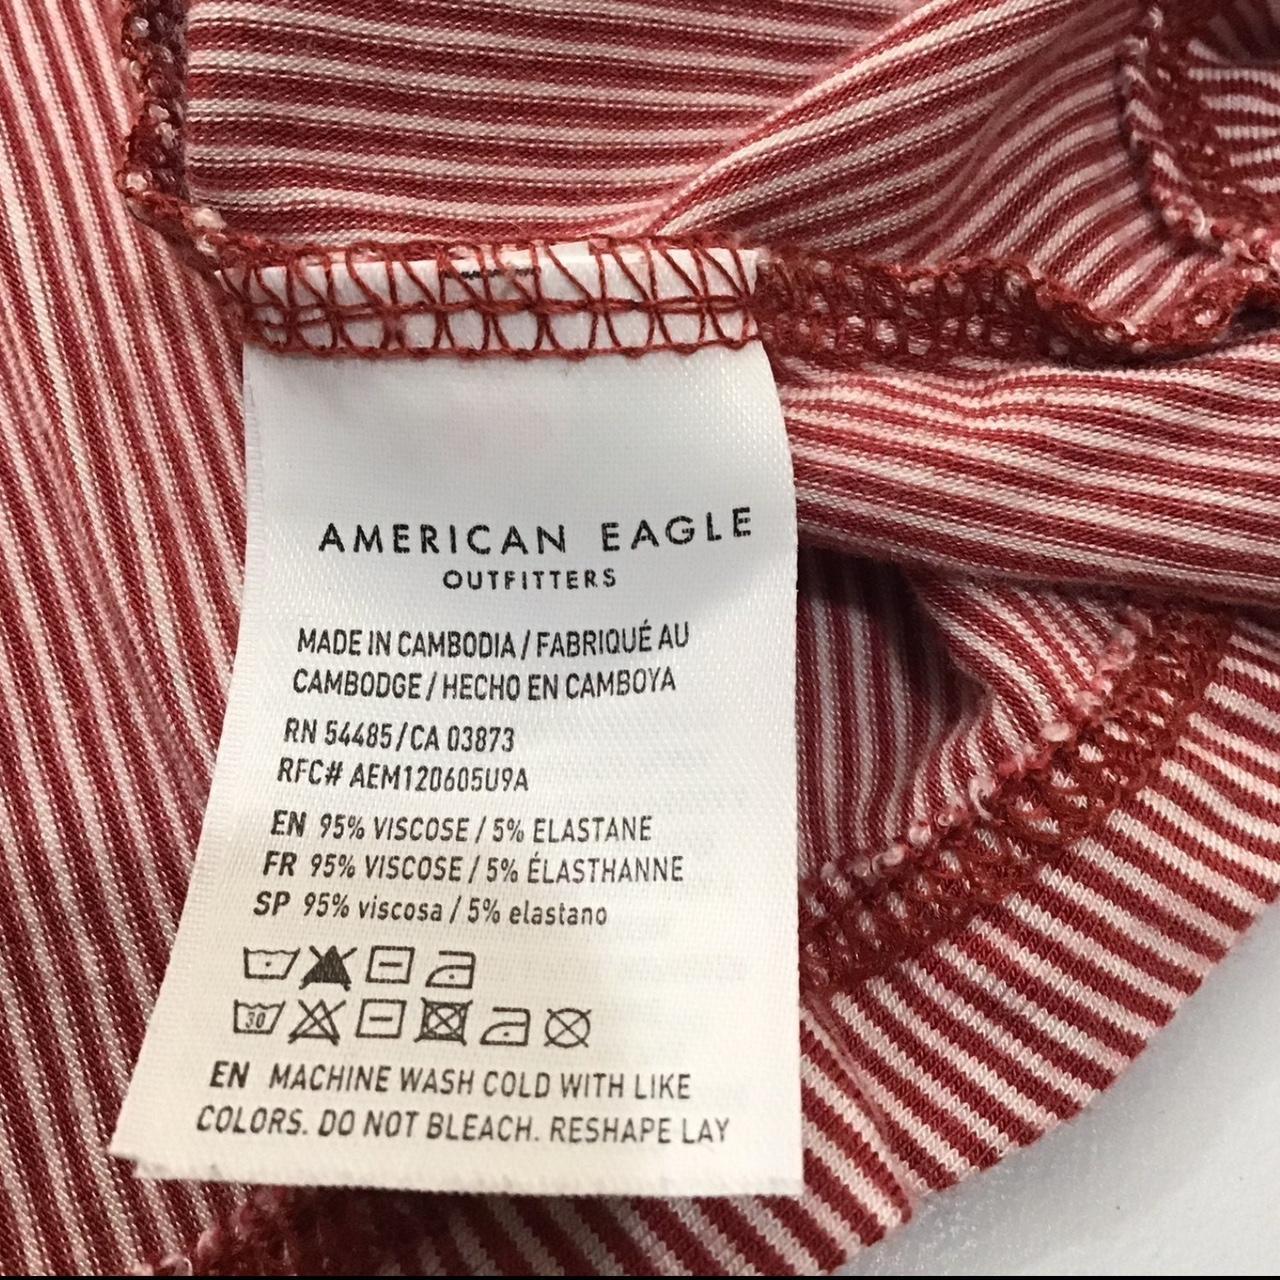 AMERICAN EAGLE
OUTFITTERS
MADE IN CAMBODIA / FABRIQUÉ AU
CAMBODGE / HECHO EN CAMBOYA
RN 54485/CA 03873
RFC# AEM120605U9A
EN 95% VISCOSE / 5% ELASTANE
FR 95% VISCOSE / 5% ÉLASTHANNE
SP 95% viscosa / 5% elastano
30
EN MACHINE WASH COLD WITH LIKE
COLORS. DO NOT BLEACH. RESHAPE LAY